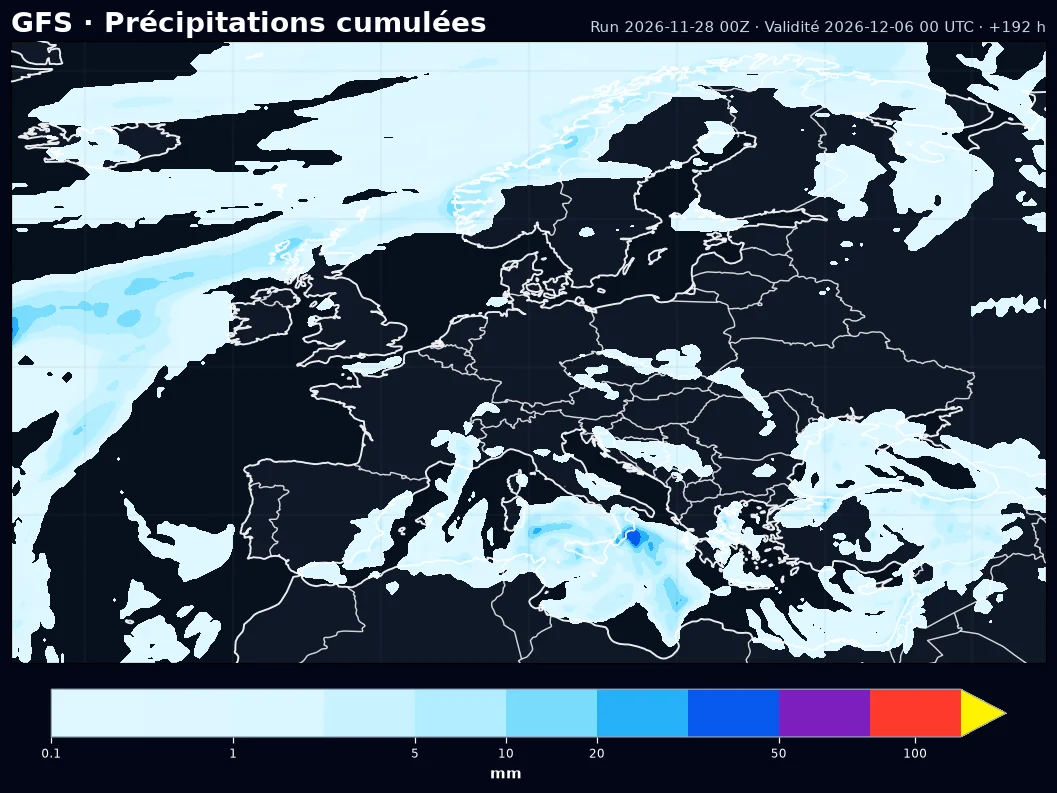 GFS · Précipitations cumulées
Run 2026-11-28 00Z · Validité 2026-12-06 00 UTC · +192 h
0.1 1 5 10 20 50 100
mm